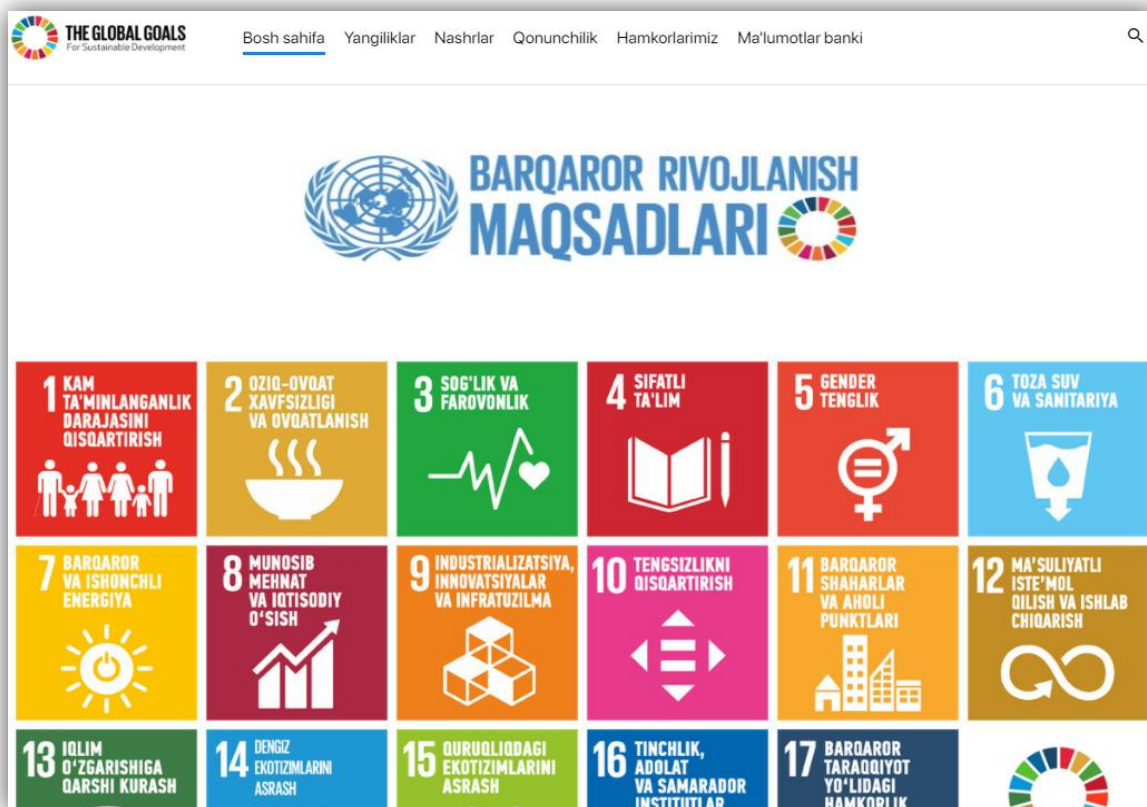 THE GLOBAL GOALS
For Sustainable Development
Bosh sahifa Yangiliklar Nashrlar Qonunchilik Hamkorlarimiz Ma'lumotlar banki
BARQAROR RIVOJLANISH
MAQSADLARI
1 KAM
TA'MINLANGANLIK
DARAJASINI
QISQARTIRISH
2 OZIQ-OVQAT
XAVFSIZLIGI
VA OVQATLANISH
3 SOG'LIK VA
FAROVONLIK
4 SIFATLI
TA'LIM
5 GENDER
TENGLIK
6 TOZA SUV
VA SANITARIYA
7 BARQAROR
VA ISHONCHLI
ENERGIYA
8 MUNOSIB
MEHNAT
VA IQTISODIY
O'SISH
9 INDUSTRIALIZATSIYA,
INNOVATSIYALAR
VA INFRATUZILMA
10 TENGSIZLIKNI
QISQARTIRISH
11 BARQAROR
SHAHARLAR
VA AHOLI
PUNKTLARI
12 MA'SULIYATLI
ISTE'MOL
QILISH VA ISHLAB
CHIQARISH
13 IQLIM
O'ZGARISHIGA
QARSHI KURASH
14 DENGIZ
EKOTIZIMLARINI
ASRASH
15 QURUQLIQDAGI
EKOTIZIMLARINI
ASRASH
16 TINCHLIK,
ADOLAT
VA SAMARADOR
INSTITUTLAR
17 BARQAROR
TARAQQIYOT
YO'LIDAGI
HAMKORLIK